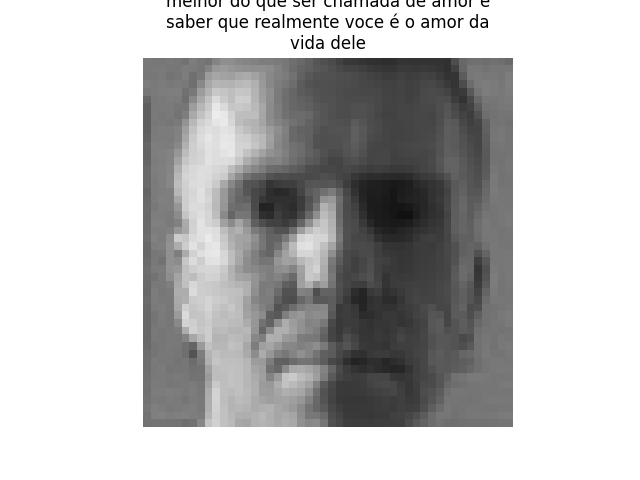 melhor do que ser chamada de amor e
saber que realmente voce é o amor da
vida dele